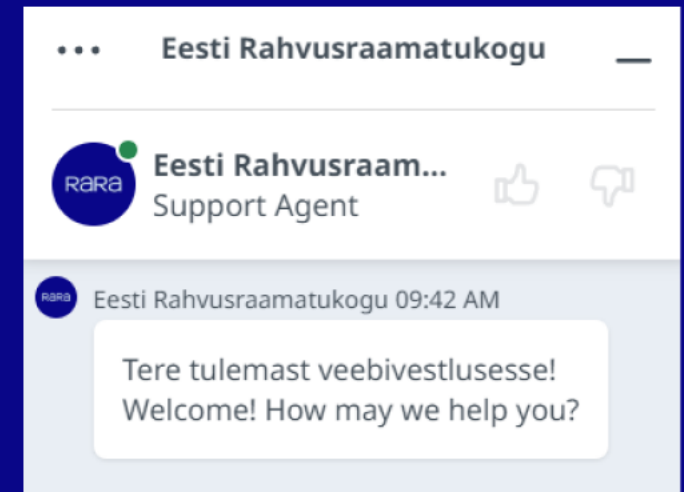 Eesti Rahvusraamatukogu
RaRa
Eesti Rahvusraam...
Support Agent
RaRa
Eesti Rahvusraamatukogu 09:42 AM
Tere tulemast veebivestlusesse!
Welcome! How may we help you?